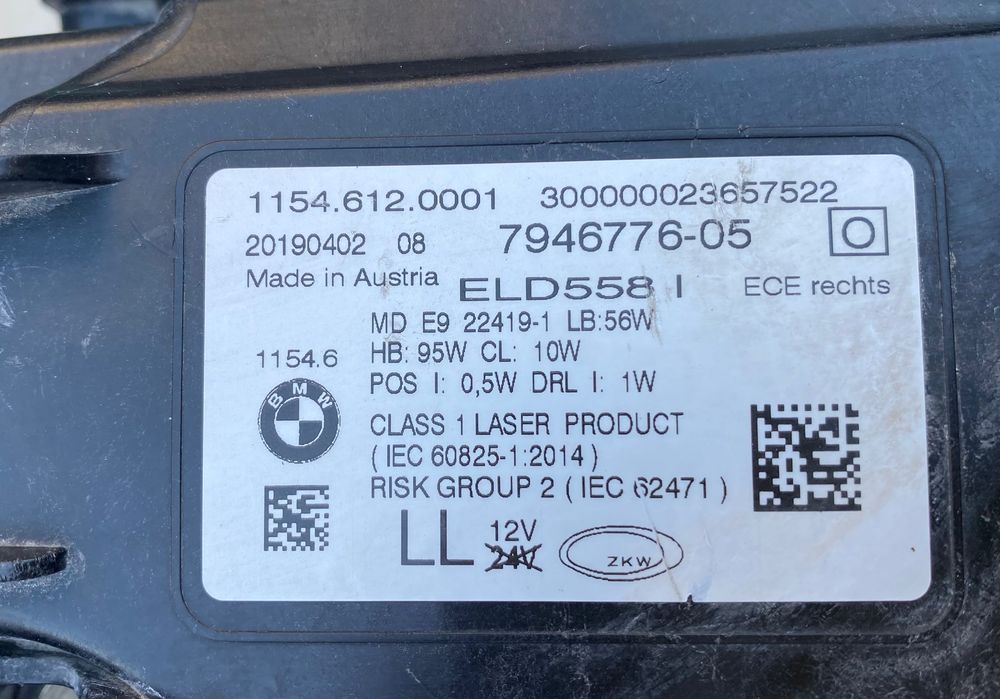 1154.612.0001 300000023657522
20190402 08 7946776-05 O
Made in Austria ELD558 I ECE rechts
MD E9 22419-1 LB:56W
1154.6 HB: 95W CL: 10W
POS I: 0,5W DRL I: 1W
BMW
CLASS 1 LASER PRODUCT
(IEC 60825-1:2014)
RISK GROUP 2 (IEC 62471)
LL 12V
24V
ZKW